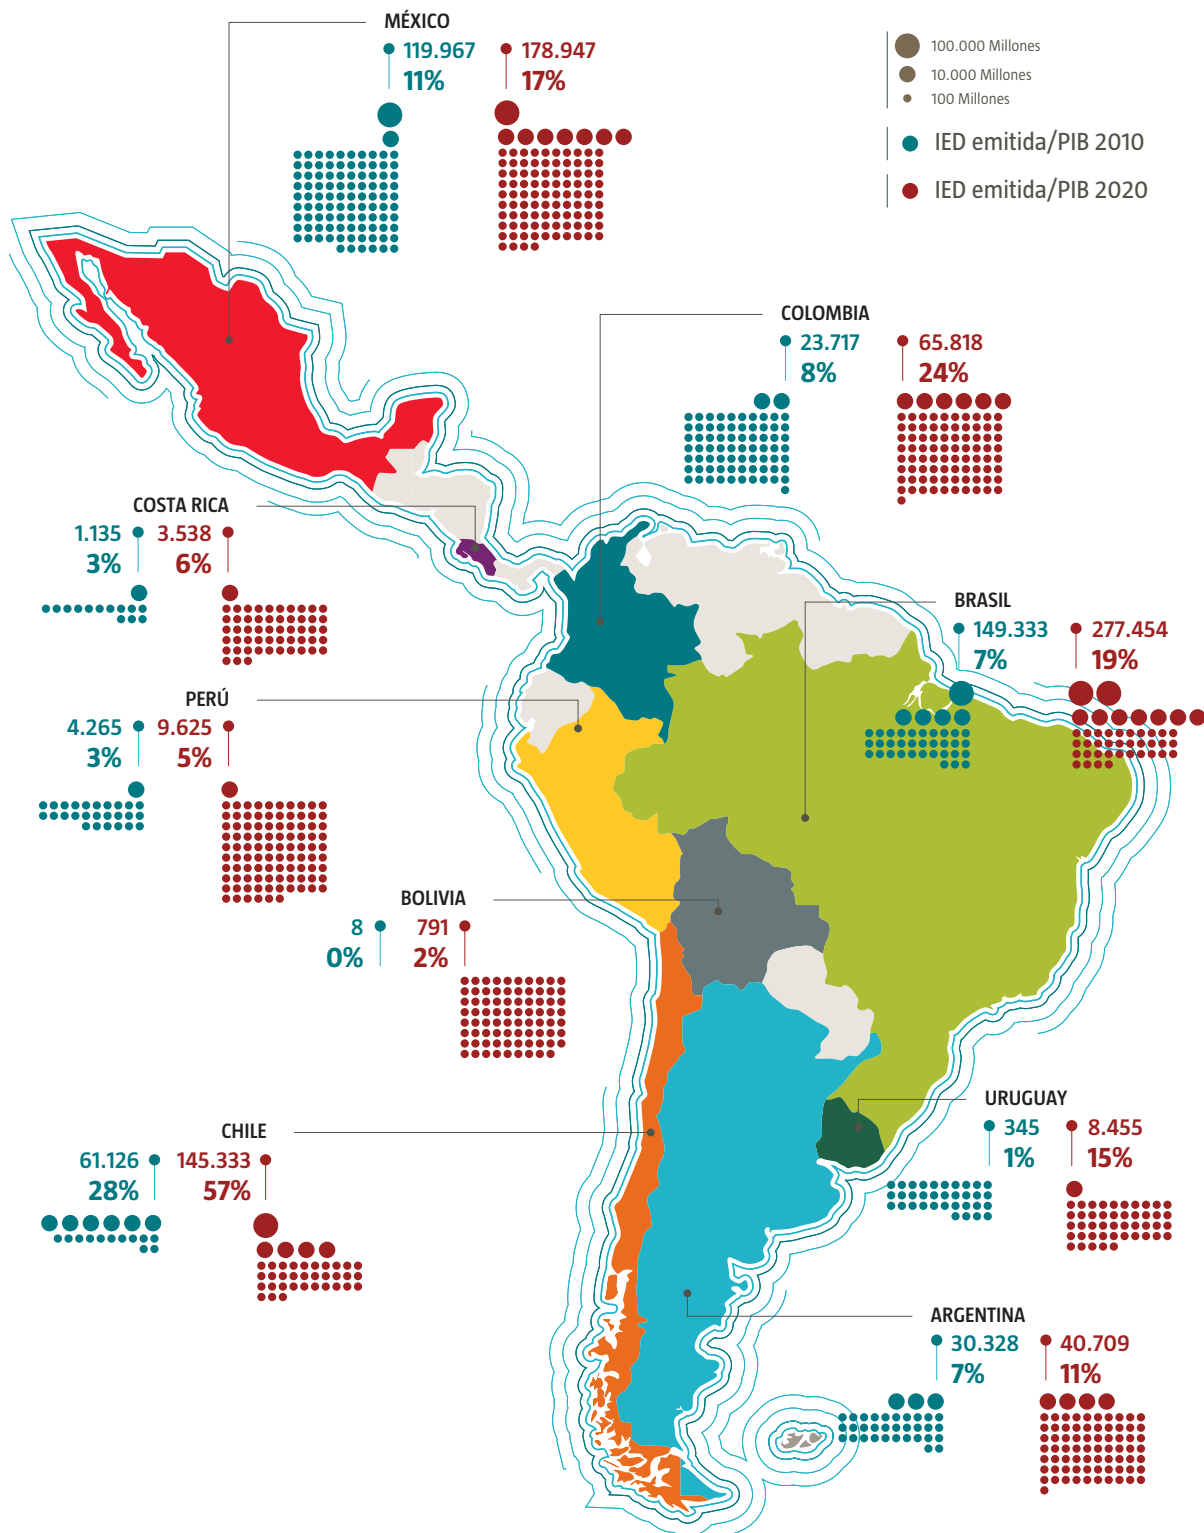 MÉXICO
119.967 178.947
11% 17%
100.000 Millones
10.000 Millones
100 Millones
IED emitida/PIB 2010
IED emitida/PIB 2020
COLOMBIA
23.717 65.818
8% 24%
COSTA RICA
1.135 3.538
3% 6%
BRASIL
149.333 277.454
7% 19%
PERÚ
4.265 9.625
3% 5%
BOLIVIA
8 791
0% 2%
URUGUAY
345 8.455
1% 15%
CHILE
61.126 145.333
28% 57%
ARGENTINA
30.328 40.709
7% 11%